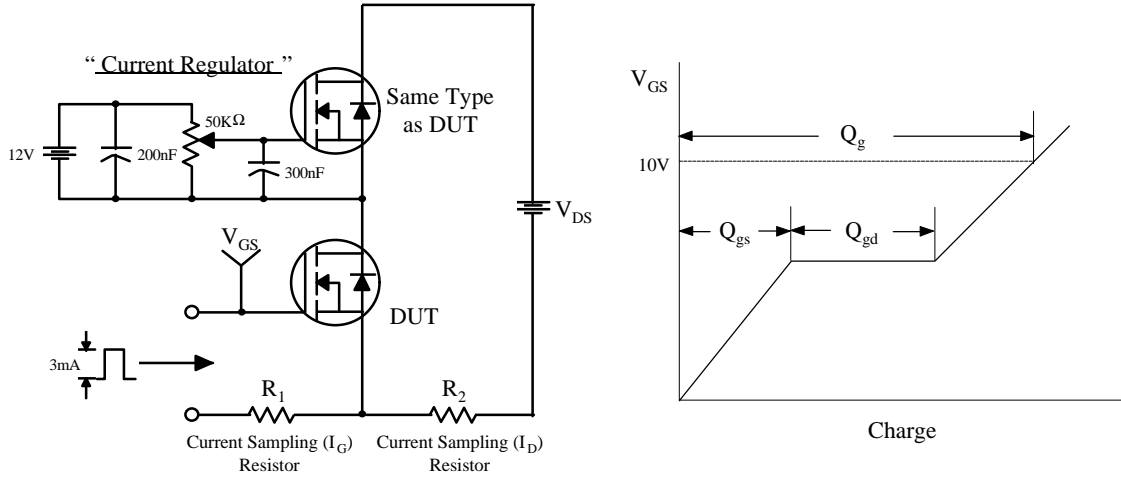 “ Current Regulator ”
Same Type
as DUT
50KΩ
12V
200nF
300nF
V_DS
V_GS
DUT
3mA
R_1
R_2
Current Sampling (I_G)
Resistor
Current Sampling (I_D)
Resistor
V_GS
Q_g
10V
Q_gs
Q_gd
Charge